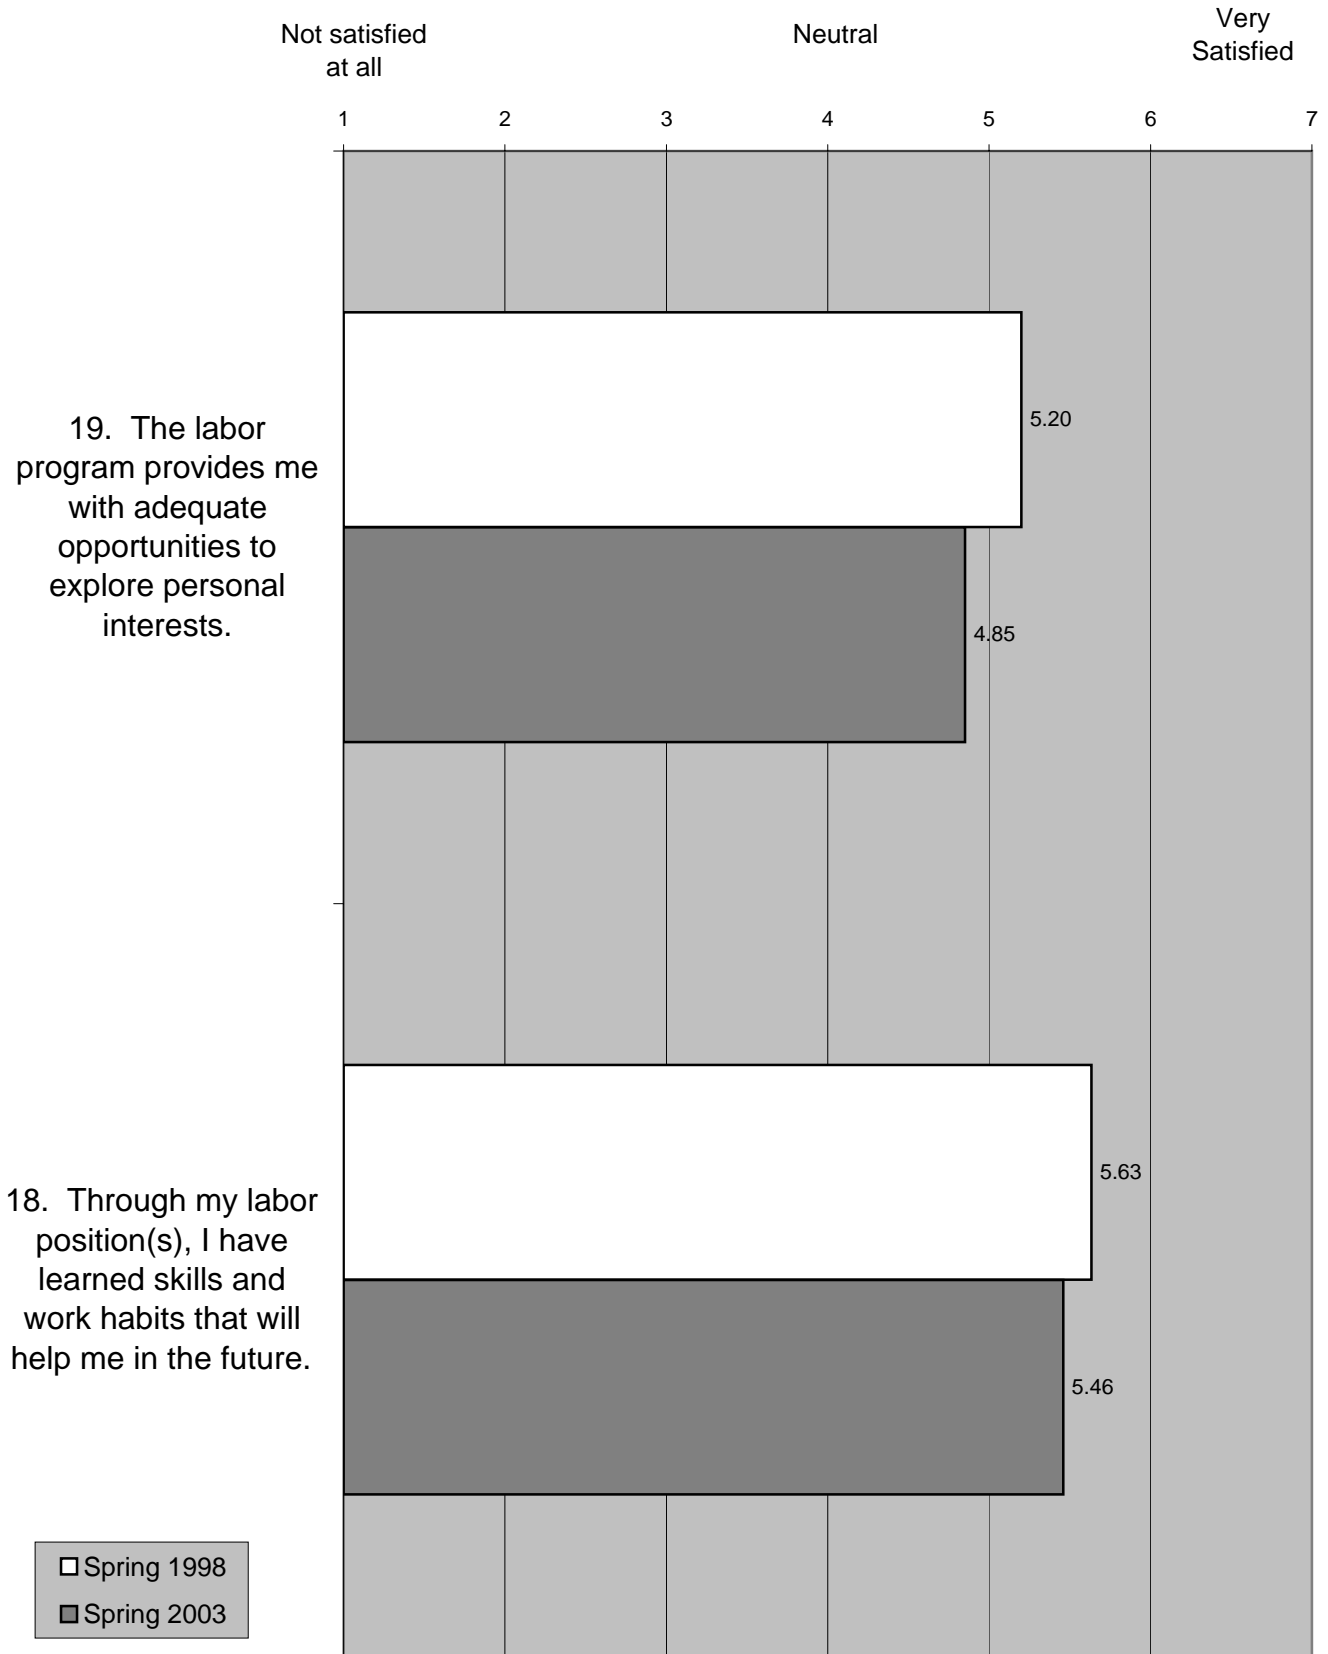 Not satisfied
at all
Neutral
Very
Satisfied
1 2 3 4 5 6 7
19. The labor
program provides me
with adequate
opportunities to
explore personal
interests.
5.20
4.85
18. Through my labor
position(s), I have
learned skills and
work habits that will
help me in the future.
5.63
5.46
Spring 1998
Spring 2003